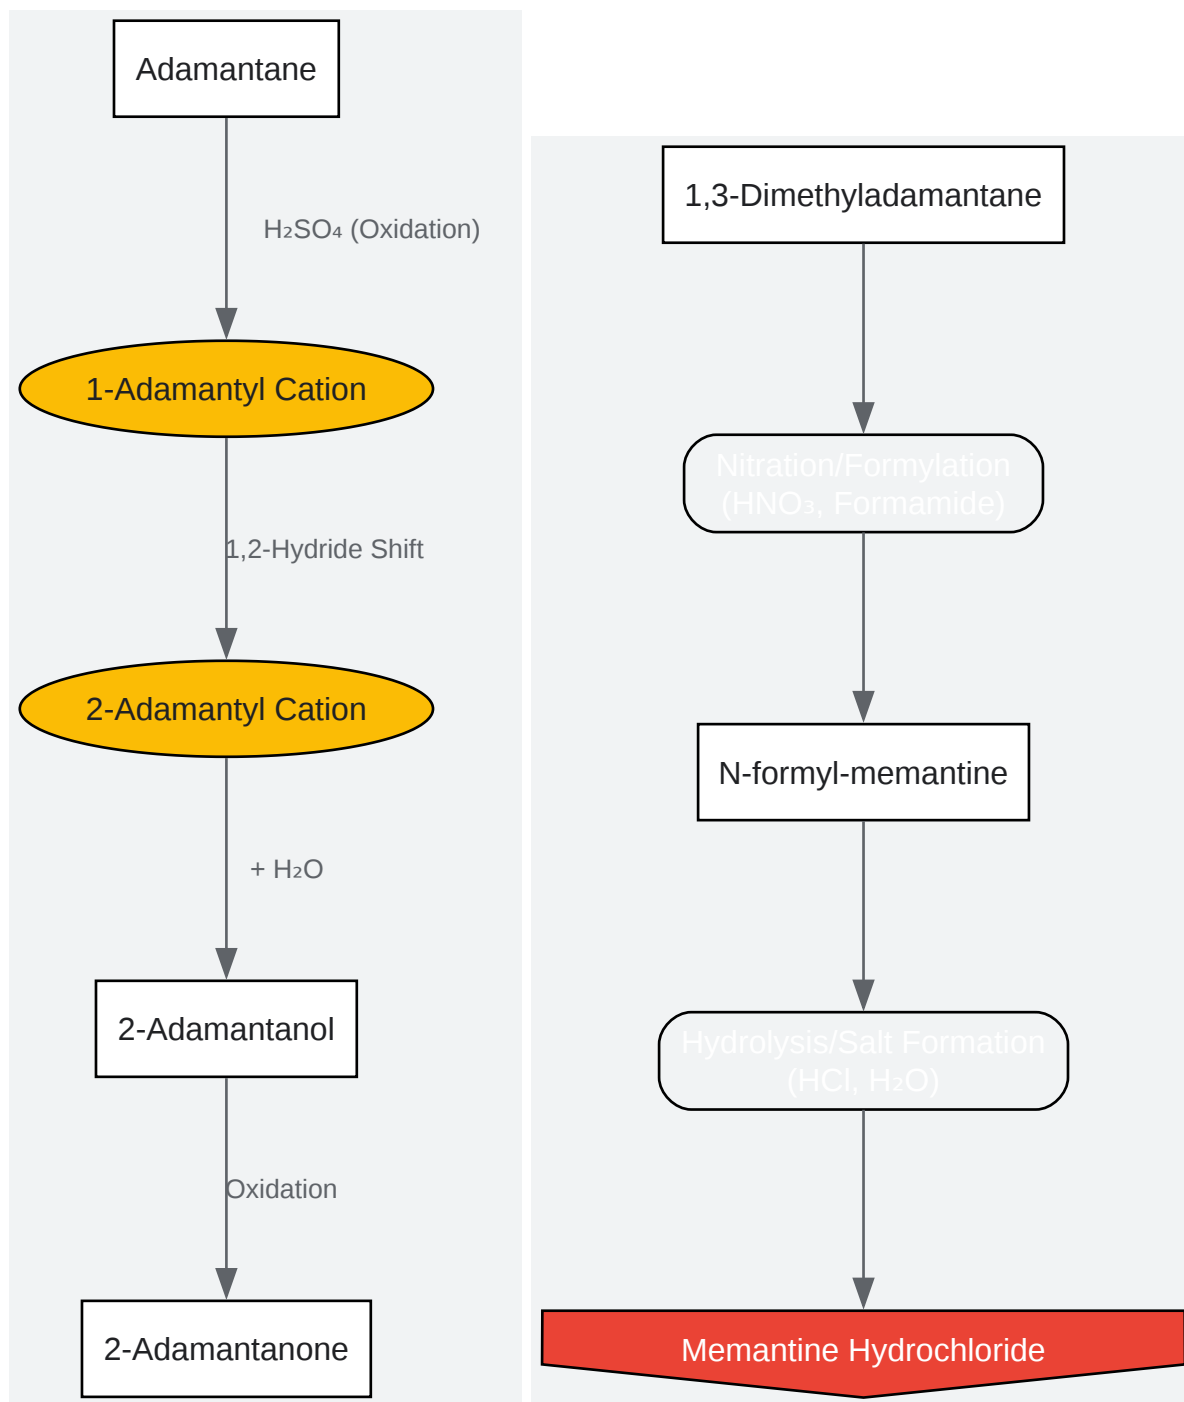 Adamantane
H₂SO₄ (Oxidation)
1-Adamantyl Cation
1,2-Hydride Shift
2-Adamantyl Cation
+ H₂O
2-Adamantanol
Oxidation
2-Adamantanone
1,3-Dimethyladamantane
Nitration/Formylation
(HNO₃, Formamide)
N-formyl-memantine
Hydrolysis/Salt Formation
(HCl, H₂O)
Memantine Hydrochloride